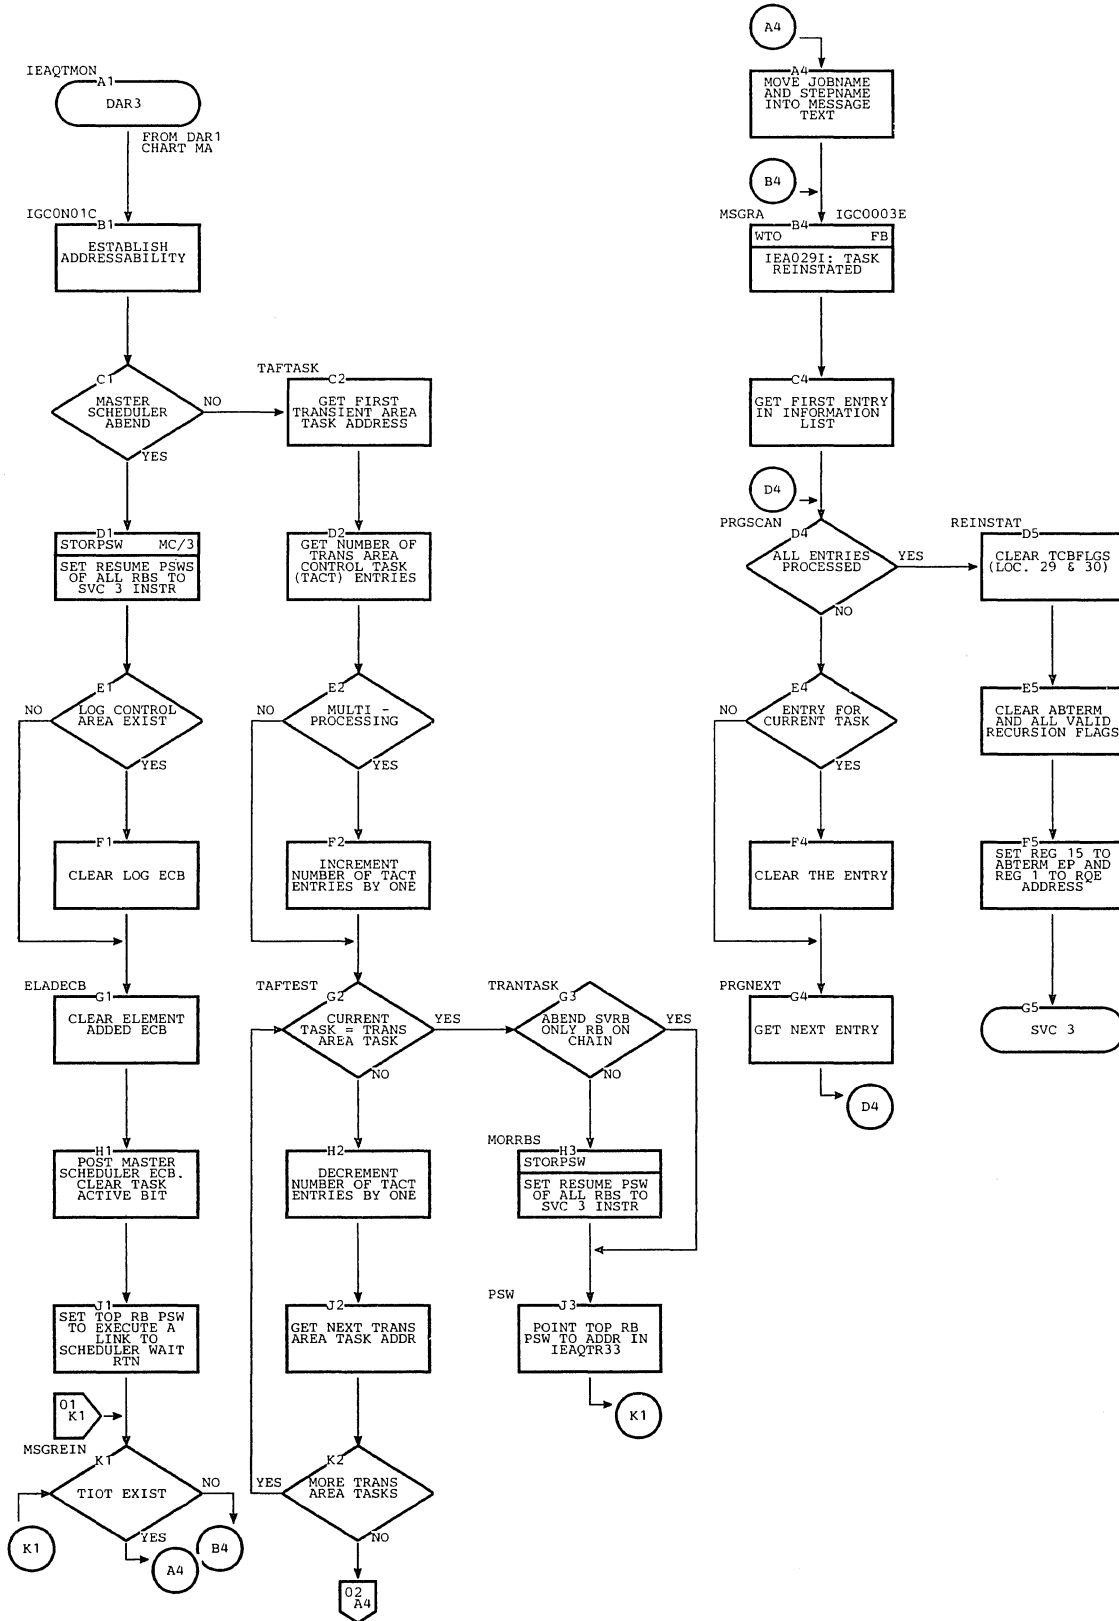 IEAQTMON
A1
DAR3
FROM DAR1
CHART MA
IGC0N01C
B1
ESTABLISH
ADDRESSABILITY
C1
MASTER
SCHEDULER
ABEND
NO
YES
D1
STORPSW MC/3
SET RESUME PSWS
OF ALL RBS TO
SVC 3 INSTR
E1
LOG CONTROL
AREA EXIST
NO
YES
F1
CLEAR LOG ECB
ELADECB
G1
CLEAR ELEMENT
ADDED ECB
H1
POST MASTER
SCHEDULER ECB.
CLEAR TASK
ACTIVE BIT
J1
SET TOP RB PSW
TO EXECUTE A
LINK TO
SCHEDULER WAIT
RTN
01
K1
MSGREIN
K1
TIOT EXIST
NO
YES
K1
A4
B4
TAFTASK
C2
GET FIRST
TRANSIENT AREA
TASK ADDRESS
D2
GET NUMBER OF
TRANS AREA
CONTROL TASK
(TACT) ENTRIES
E2
MULTI -
PROCESSING
NO
YES
F2
INCREMENT
NUMBER OF TACT
ENTRIES BY ONE
TAFTEST
G2
CURRENT
TASK = TRANS
AREA TASK
YES
NO
H2
DECREMENT
NUMBER OF TACT
ENTRIES BY ONE
J2
GET NEXT TRANS
AREA TASK ADDR
K2
MORE TRANS
AREA TASKS
YES
NO
02
A4
TRANTASK
G3
ABEND SVRB
ONLY RB ON
CHAIN
YES
NO
MORRBS
H3
STORPSW
SET RESUME PSW
OF ALL RBS TO
SVC 3 INSTR
PSW
J3
POINT TOP RB
PSW TO ADDR IN
IEAQTR33
K1
A4
A4
MOVE JOBNAME
AND STEPNAME
INTO MESSAGE
TEXT
B4
MSGRA IGC0003E
B4
WTO FB
IEA029I: TASK
REINSTATED
C4
GET FIRST ENTRY
IN INFORMATION
LIST
D4
PRGSCAN
D4
ALL ENTRIES
PROCESSED
YES
NO
E4
ENTRY FOR
CURRENT TASK
NO
YES
F4
CLEAR THE ENTRY
PRGNEXT
G4
GET NEXT ENTRY
D4
REINSTAT
D5
CLEAR TCBFLGS
(LOC. 29 & 30)
E5
CLEAR ABTERM
AND ALL VALID
RECURSION FLAGS
F5
SET REG 15 TO
ABTERM EP AND
REG 1 TO RQE
ADDRESS
G5
SVC 3